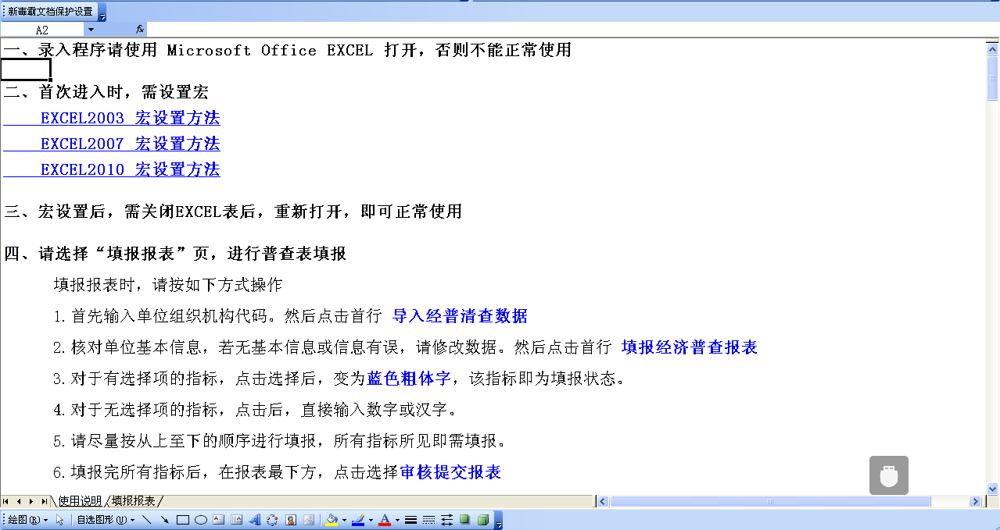 新毒霸文档保护设置
A2 fx
一、录入程序请使用 Microsoft Office EXCEL 打开，否则不能正常使用
二、首次进入时，需设置宏
EXCEL2003 宏设置方法
EXCEL2007 宏设置方法
EXCEL2010 宏设置方法
三、宏设置后，需关闭EXCEL表后，重新打开，即可正常使用
四、请选择“填报报表”页，进行普查表填报
填报报表时，请按如下方式操作
1. 首先输入单位组织机构代码。然后点击首行 导入经普清查数据
2. 核对单位基本信息，若无基本信息或信息有误，请修改数据。然后点击首行 填报经济普查报表
3. 对于有选择项的指标，点击选择后，变为蓝色粗体字，该指标即为填报状态。
4. 对于无选择项的指标，点击后，直接输入数字或汉字。
5. 请尽量按从上至下的顺序进行填报，所有指标所见即需填报。
6. 填报完所有指标后，在报表最下方，点击选择审核提交报表
使用说明 填报报表
绘图(R) 自选图形(U)